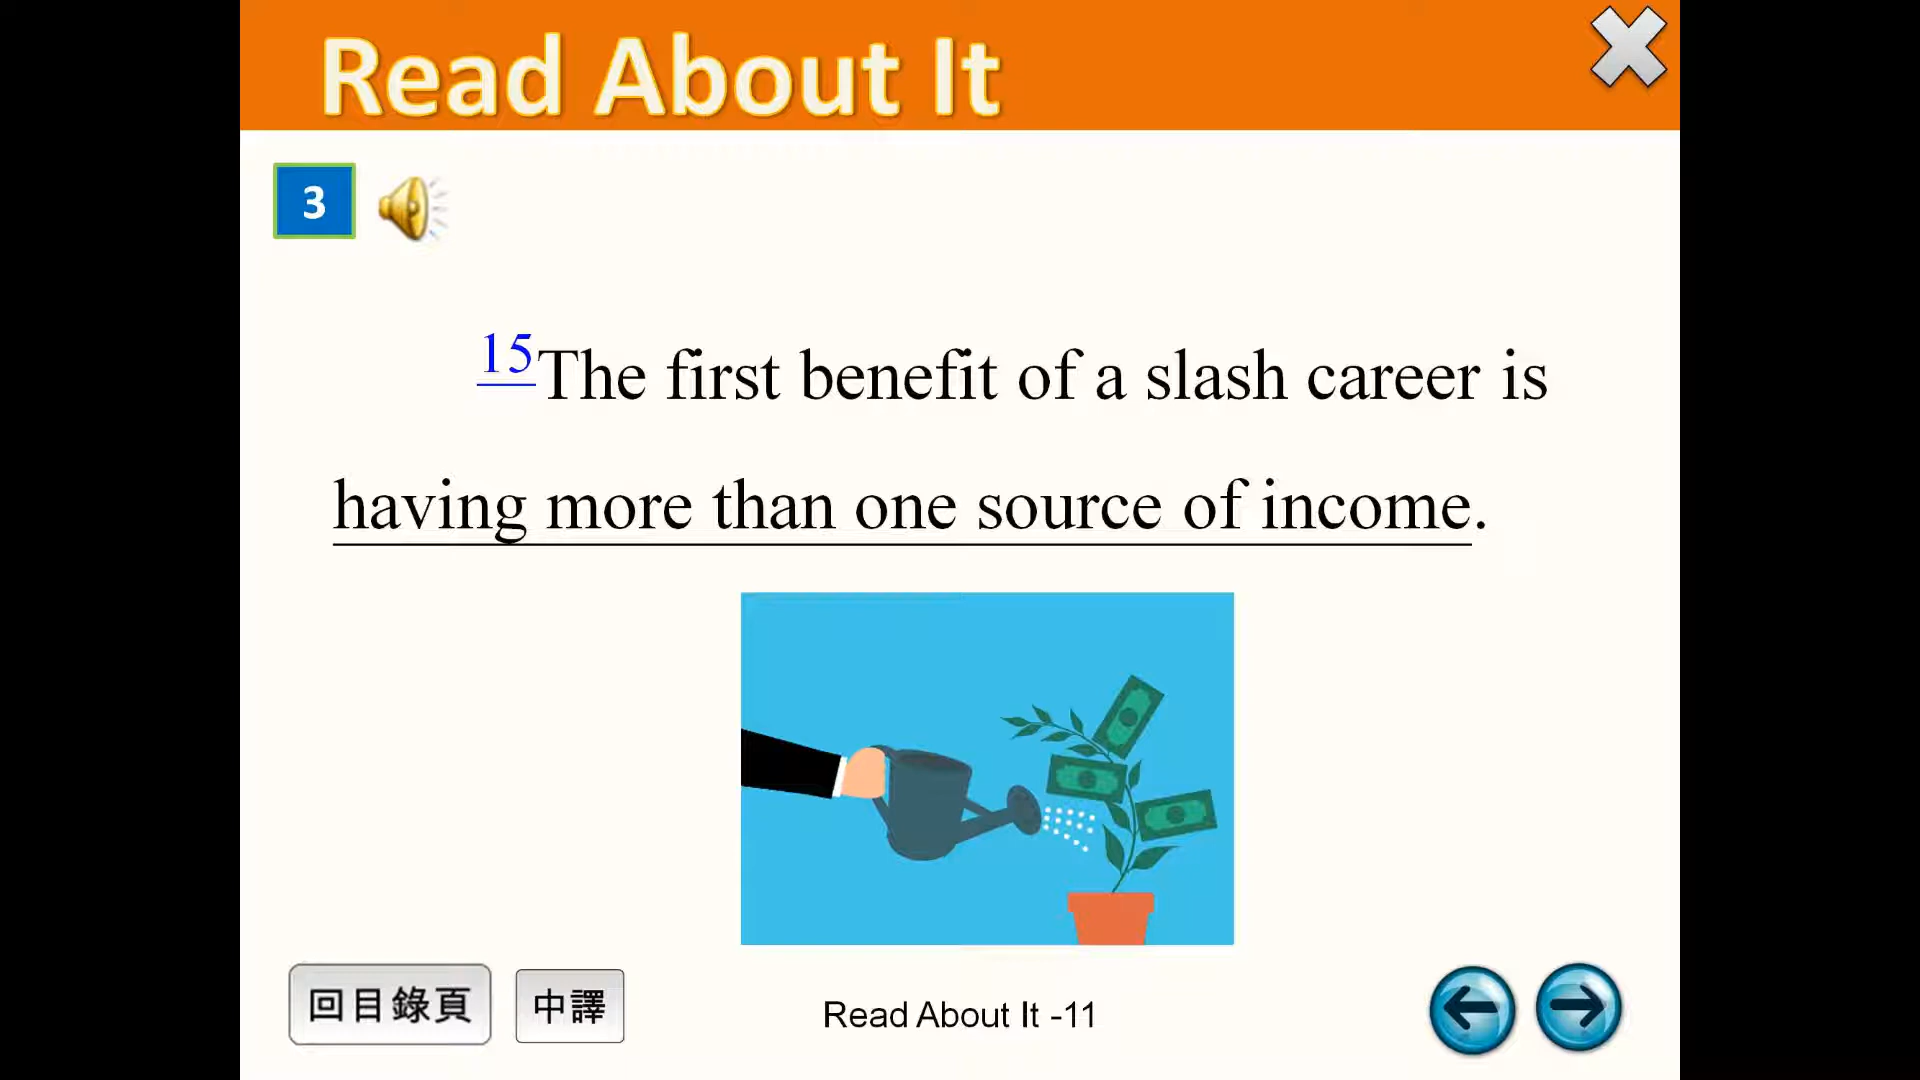 Read About It
3
15The first benefit of a slash career is
having more than one source of income.
回目錄頁
中譯
Read About It -11